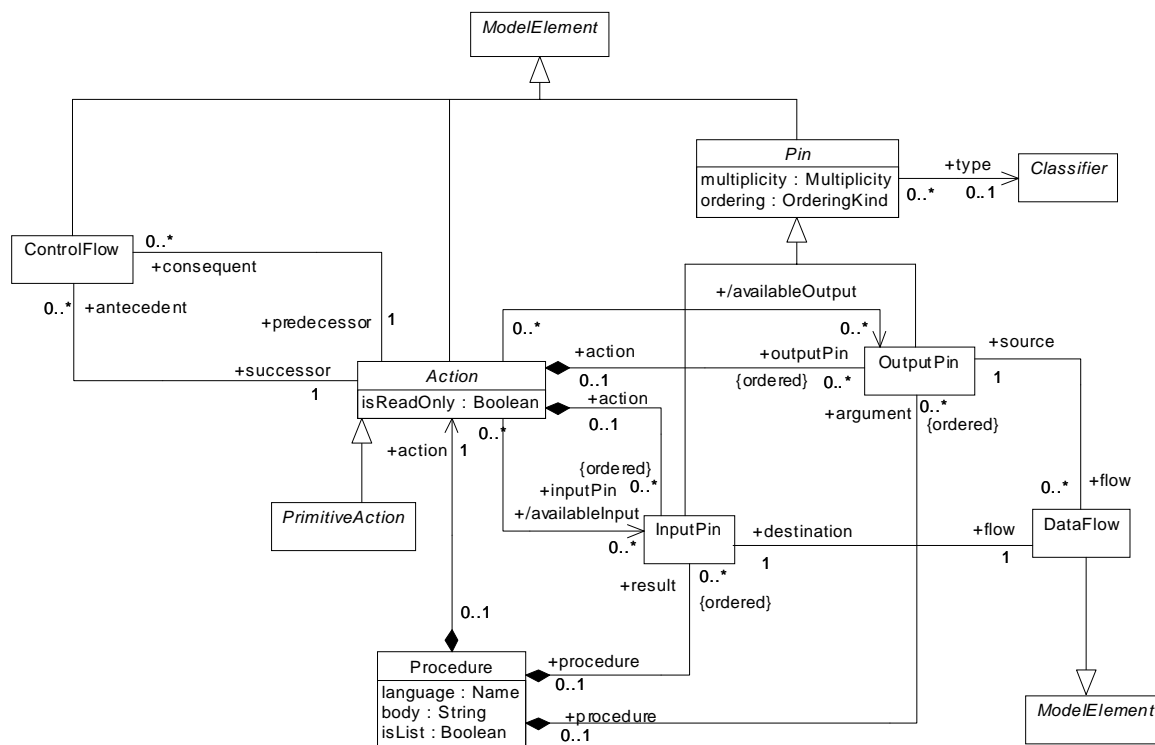 ModelElement
Pin
multiplicity : Multiplicity
ordering : OrderingKind
+type
0..*
0..1
Classifier
ControlFlow
0..*
+consequent
0..*
+antecedent
+predecessor
1
+successor
1
+/availableOutput
0..*
0..*
Action
isReadOnly : Boolean
+action
0..1
+outputPin
{ordered}
0..*
OutputPin
+source
1
+action
0..1
0..*
+argument
0..*
{ordered}
+action
1
{ordered}
+inputPin
0..*
+/availableInput
0..*
PrimitiveAction
InputPin
+destination
1
+flow
1
0..*
+flow
DataFlow
+result
0..*
{ordered}
0..1
Procedure
language : Name
body : String
isList : Boolean
+procedure
0..1
+procedure
0..1
ModelElement